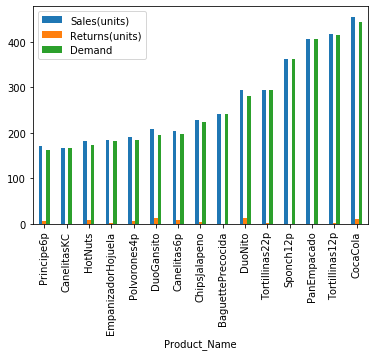 Sales(units)
Returns(units)
Demand
400
300
200
100
0
Principe6p
CanelitasKC
HotNuts
EmpanizadorHojuela
Polvorones4p
DuoGansito
Canelitas6p
ChipsJalapeno
BaguettePrecocida
DuoNito
Tortillinas22p
Sponch12p
PanEmpacado
Tortillinas12p
CocaCola
Product_Name